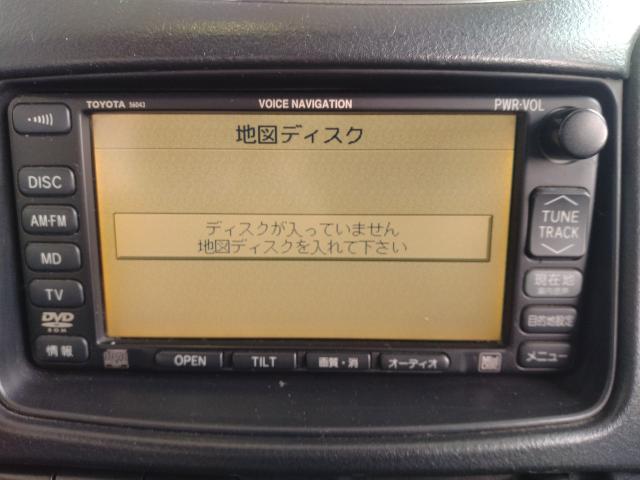 TOYOTA 56043
VOICE NAVIGATION
PWR·VOL
地図ディスク
ディスクが入っていません
地図ディスクを入れて下さい
DISC
AM·FM
MD
TV
DVD
ROM
情報
TUNE
TRACK
現在地
目的地設定
メニュー
OPEN
TILT
画質・消
オーディオ